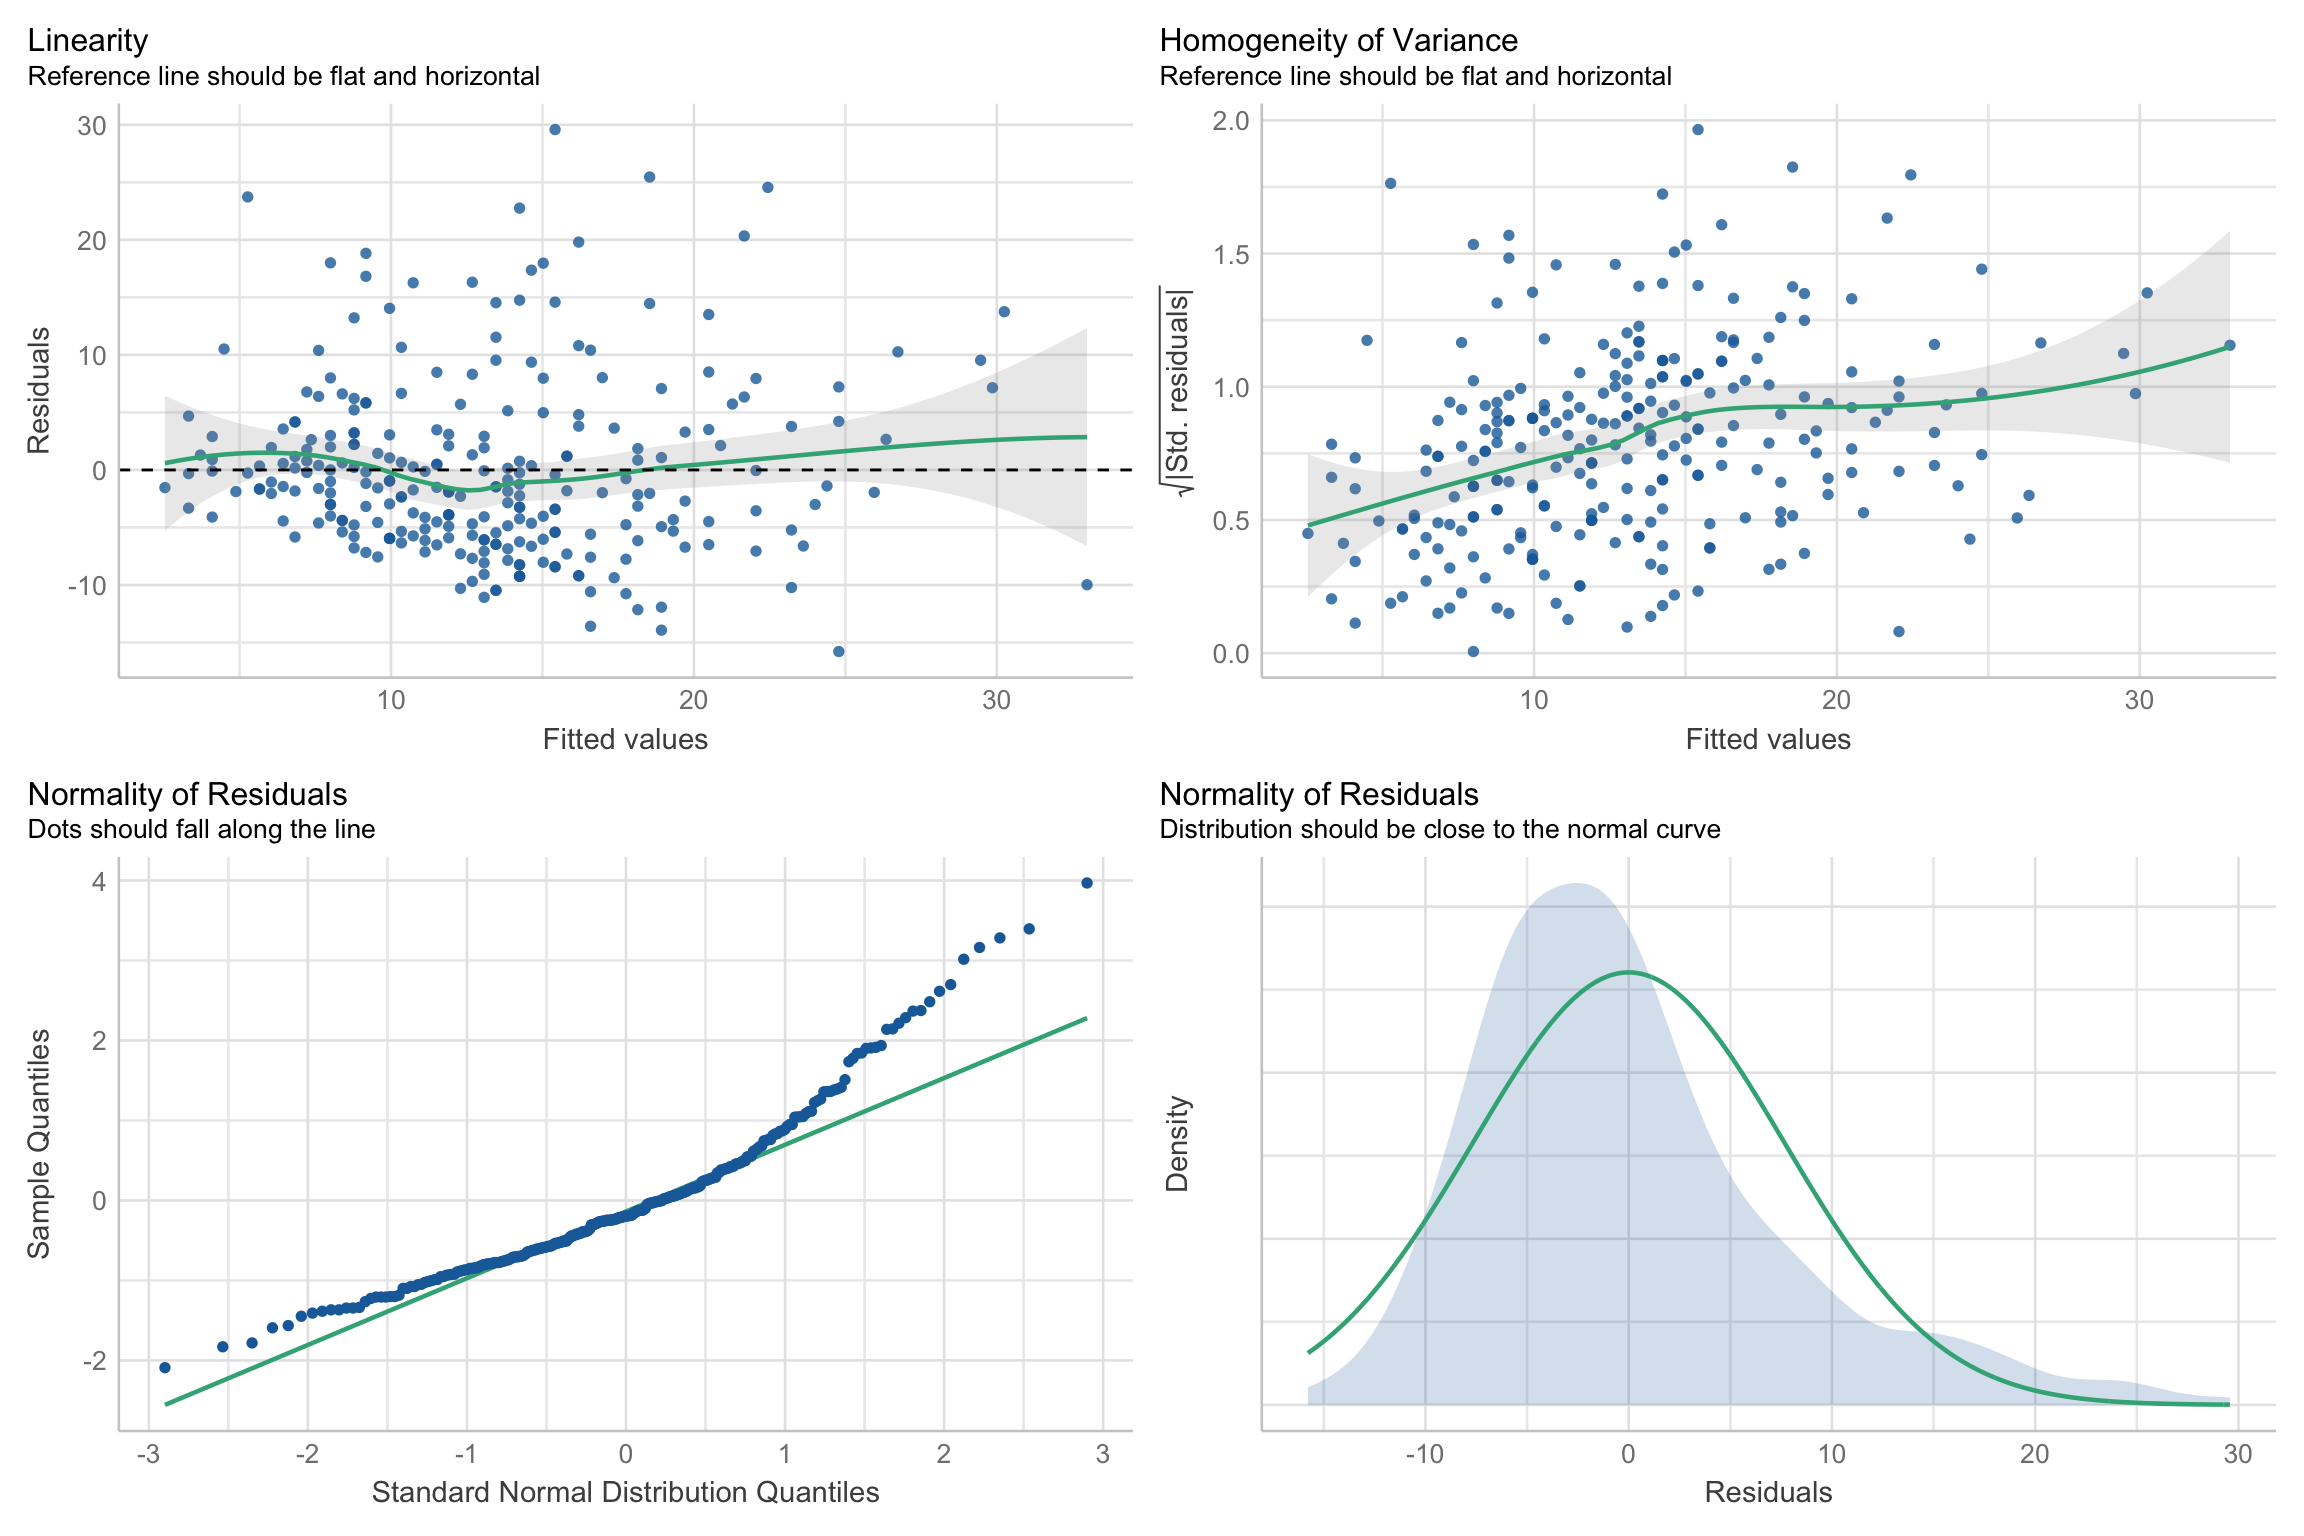 Linearity
Reference line should be flat and horizontal
30
20
10
0
-10
Residuals
10
20
30
Fitted values
Homogeneity of Variance
Reference line should be flat and horizontal
2.0
1.5
1.0
0.5
0.0
√|Std. residuals|
10
20
30
Fitted values
Normality of Residuals
Dots should fall along the line
4
2
0
-2
Sample Quantiles
-3
-2
-1
0
1
2
3
Standard Normal Distribution Quantiles
Normality of Residuals
Distribution should be close to the normal curve
Density
-10
0
10
20
30
Residuals